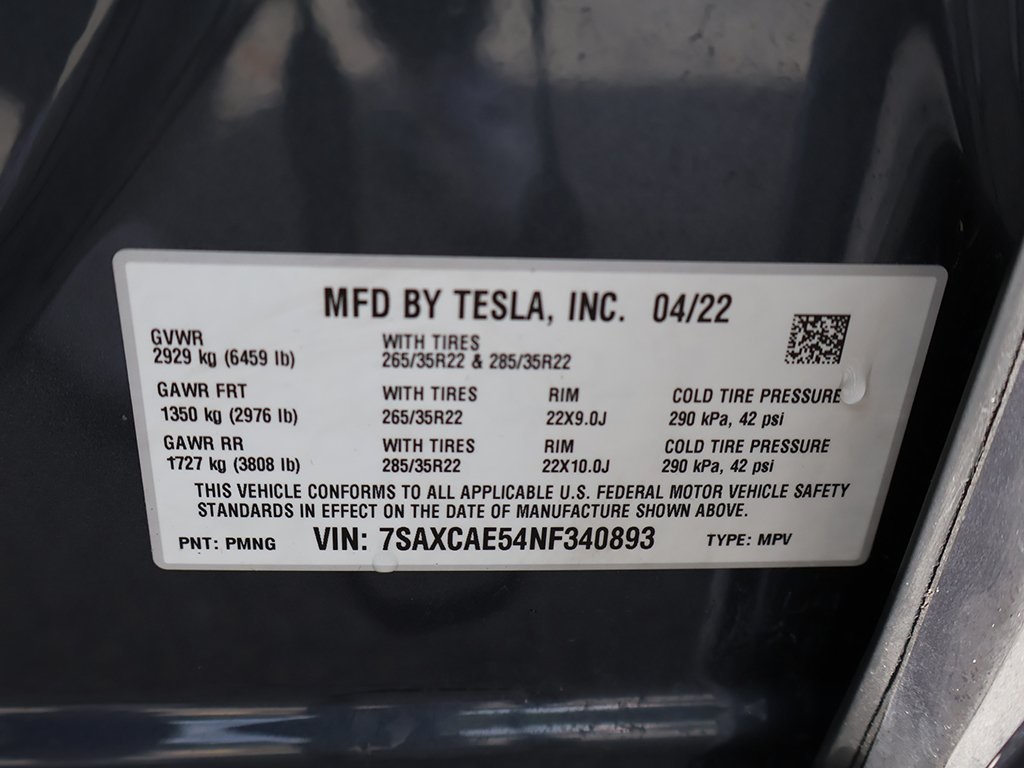 MFD BY TESLA, INC. 04/22
GVWR WITH TIRES
2929 kg (6459 lb) 265/35R22 & 285/35R22
GAWR FRT WITH TIRES RIM COLD TIRE PRESSURE
1350 kg (2976 lb) 265/35R22 22X9.0J 290 kPa, 42 psi
GAWR RR WITH TIRES RIM COLD TIRE PRESSURE
1727 kg (3808 lb) 285/35R22 22X10.0J 290 kPa, 42 psi
THIS VEHICLE CONFORMS TO ALL APPLICABLE U.S. FEDERAL MOTOR VEHICLE SAFETY
STANDARDS IN EFFECT ON THE DATE OF MANUFACTURE SHOWN ABOVE.
PNT: PMNG VIN: 7SAXCAE54NF340893 TYPE: MPV